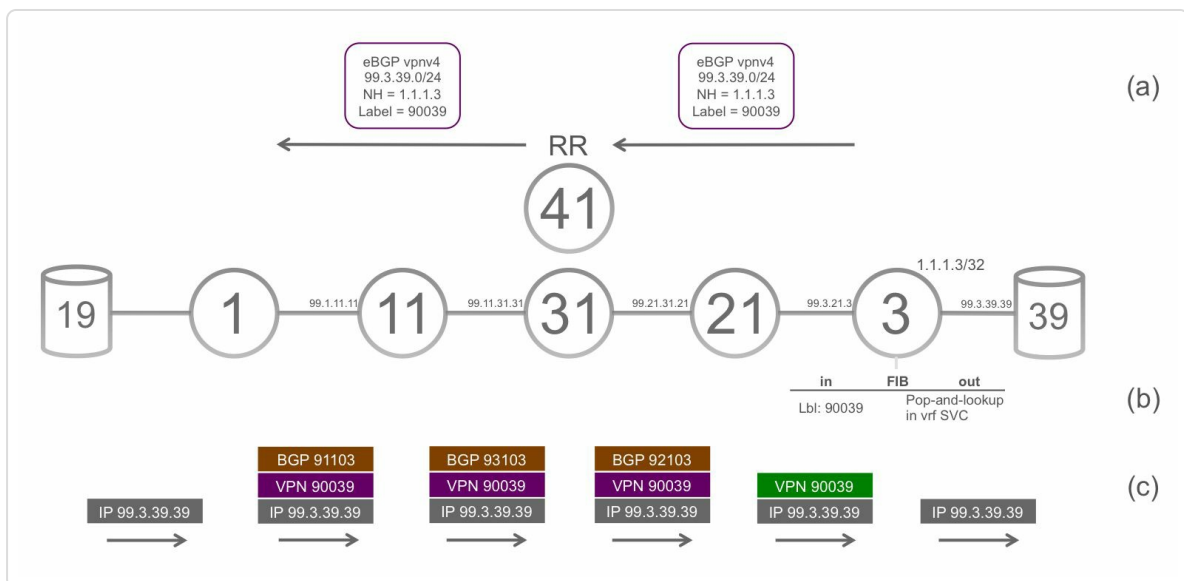 eBGP vpnv4
99.3.39.0/24
NH = 1.1.1.3
Label = 90039
eBGP vpnv4
99.3.39.0/24
NH = 1.1.1.3
Label = 90039
(a)
RR
41
1.1.1.3/32
19
1
99.1.11.11
11
99.11.31.31
31
99.21.31.21
21
99.3.21.3
3
99.3.39.39
39
in FIB out
Lbl: 90039
Pop-and-lookup
in vrf SVC
(b)
BGP 91103
BGP 93103
BGP 92103
VPN 90039
VPN 90039
VPN 90039
VPN 90039
(c)
IP 99.3.39.39
IP 99.3.39.39
IP 99.3.39.39
IP 99.3.39.39
IP 99.3.39.39
IP 99.3.39.39